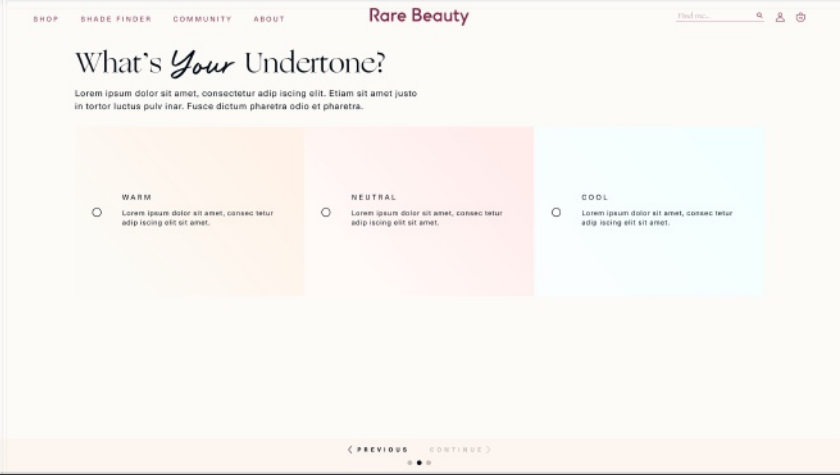 SHOP SHADE FINDER COMMUNITY ABOUT Rare Beauty Find me...
What's Your Undertone?
Lorem ipsum dolor sit amet, consectetur adip iscing elit. Etiam sit amet justo
in tortor luctus pulv inar. Fusce dictum pharetra odio et pharetra.
WARM
Lorem ipsum dolor sit amet, consec tetur
adip iscing elit sit amet.
NEUTRAL
Lorem ipsum dolor sit amet, consec tetur
adip iscing elit sit amet.
COOL
Lorem ipsum dolor sit amet, consec tetur
adip iscing elit sit amet.
PREVIOUS CONTINUE